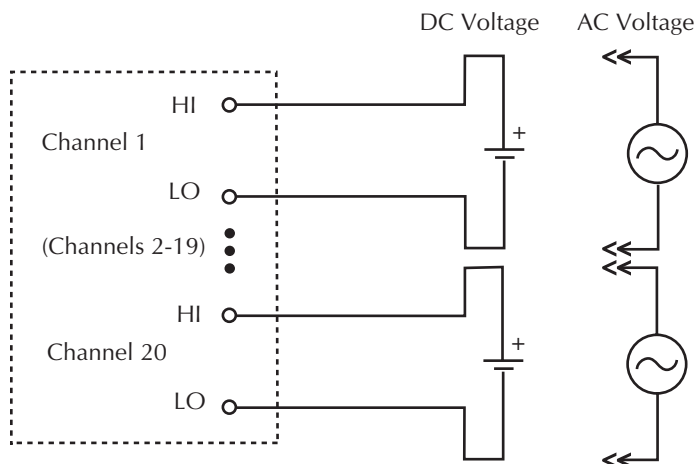 DC Voltage
AC Voltage
HI
+
Channel 1
LO
(Channels 2-19)
HI
+
Channel 20
LO